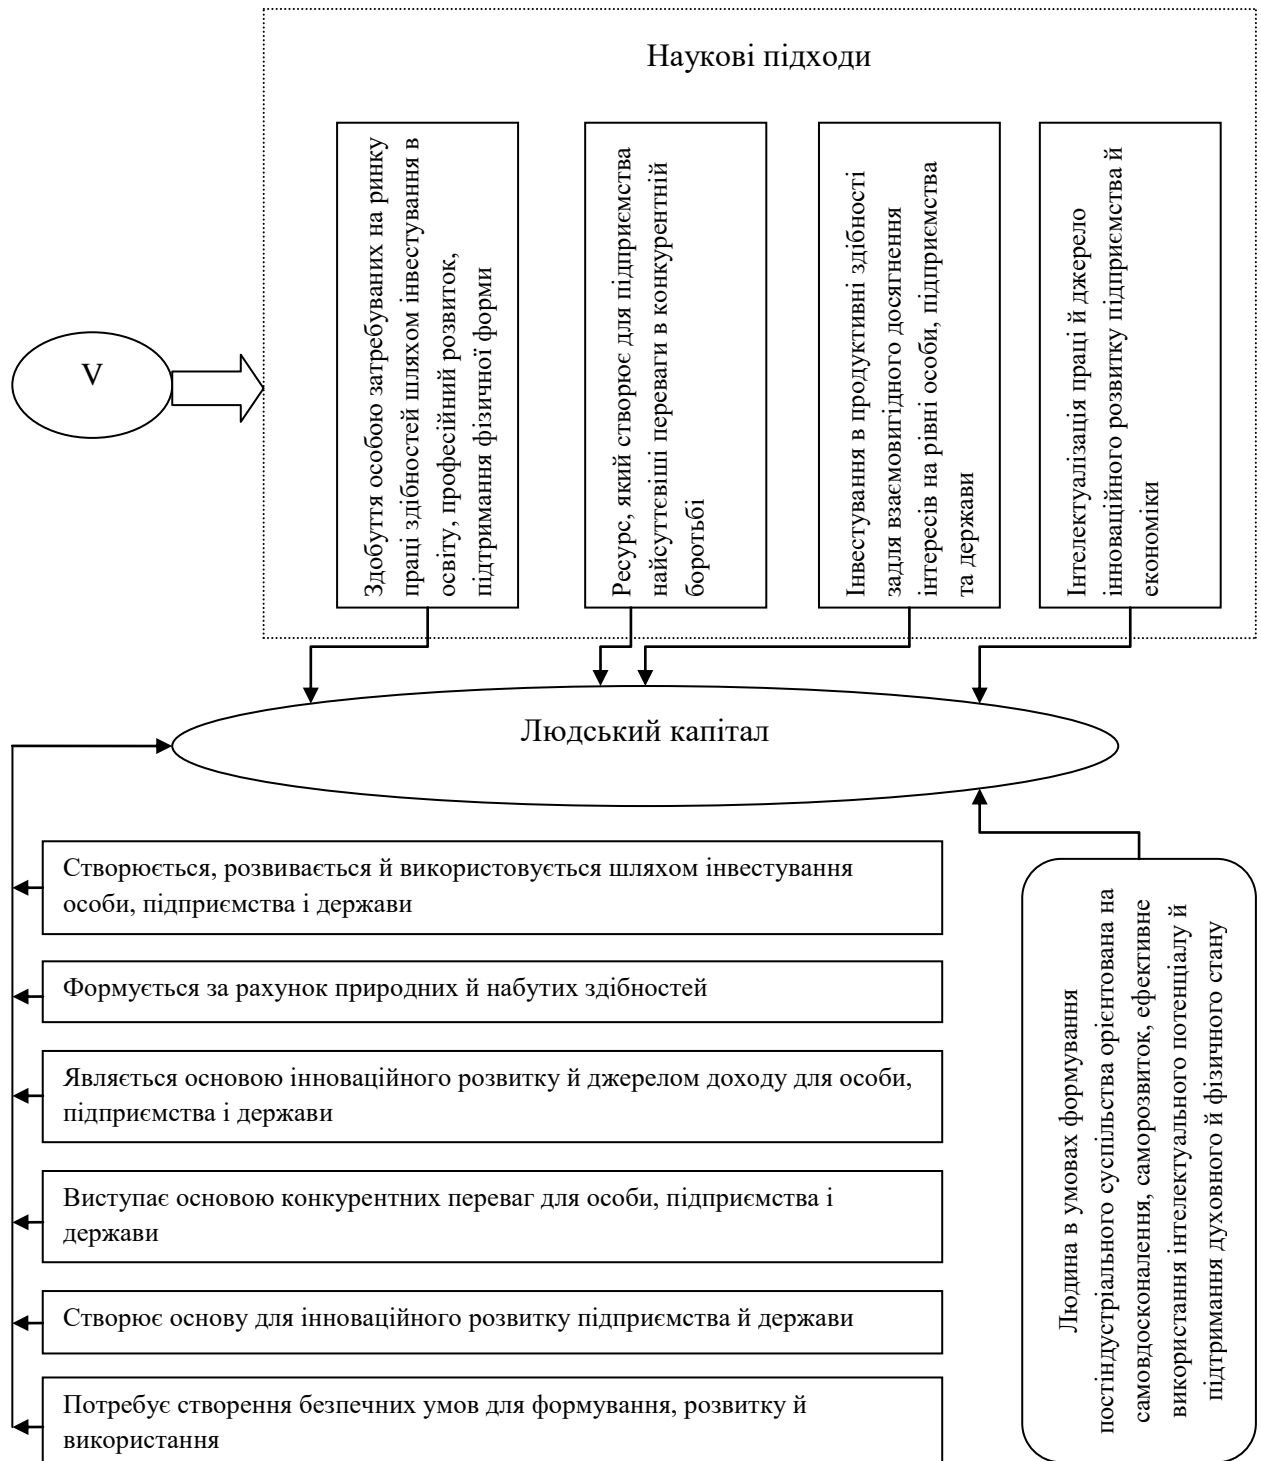 Наукові підходи
V
Здобуття особою затребуваних на ринку
праці здібностей шляхом інвестування в
освіту, професійний розвиток,
підтримання фізичної форми
Ресурс, який створює для підприємства
найсуттєвіші переваги в конкурентній
боротьбі
Інвестування в продуктивні здібності
задля взаємовигідного досягнення
інтересів на рівні особи, підприємства
та держави
Інтелектуалізація праці й джерело
інноваційного розвитку підприємства й
економіки
Людський капітал
Створюється, розвивається й використовується шляхом інвестування
особи, підприємства і держави
Формується за рахунок природних й набутих здібностей
Являється основою інноваційного розвитку й джерелом доходу для особи,
підприємства і держави
Виступає основою конкурентних переваг для особи, підприємства і
держави
Створює основу для інноваційного розвитку підприємства й держави
Потребує створення безпечних умов для формування, розвитку й
використання
Людина в умовах формування
постіндустріального суспільства орієнтована на
самовдосконалення, саморозвиток, ефективне
використання інтелектуального потенціалу й
підтримання духовного й фізичного стану